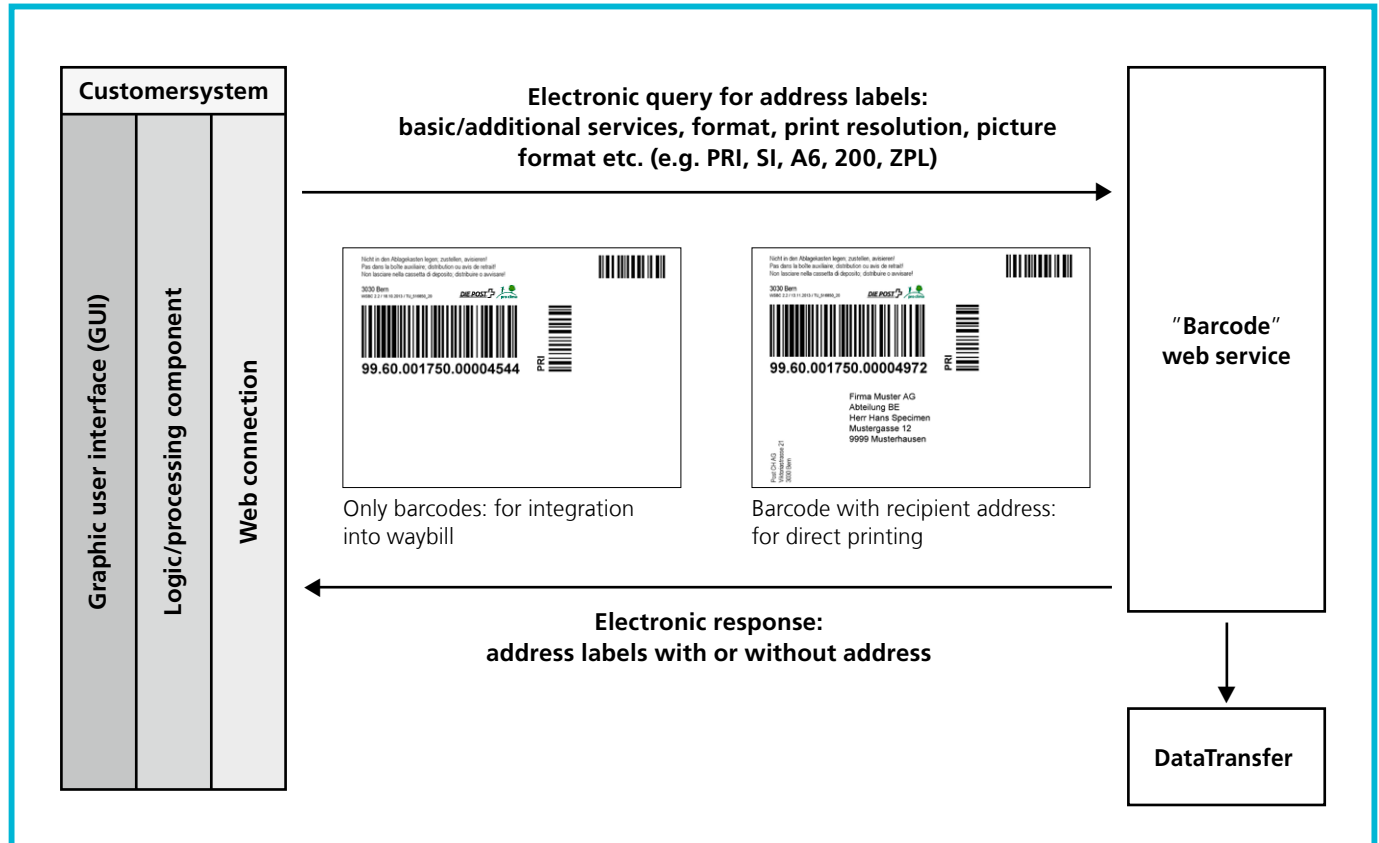 Customersystem
Graphic user interface (GUI)
Logic/processing component
Web connection
Electronic query for address labels:
basic/additional services, format, print resolution, picture
format etc. (e.g. PRI, SI, A6, 200, ZPL)
Nicht in den Ablagekasten legen; zustellen, avisieren!
Pas dans la boîte auxiliaire; distribution ou avis de retrait!
Non lasciare nella cassetta di deposito; distribuire o avvisare!
3030 Bern
DIE POST
pro clima
99.60.001750.00004544
PRI
Only barcodes: for integration
into waybill
Nicht in den Ablagekasten legen; zustellen, avisieren!
Pas dans la boîte auxiliaire; distribution ou avis de retrait!
Non lasciare nella cassetta di deposito; distribuire o avvisare!
3030 Bern
DIE POST
pro clima
99.60.001750.00004972
PRI
Firma Muster AG
Abteilung BE
Herr Hans Specimen
Mustergasse 12
9999 Musterhausen
Post CH AG
Viktoriastrasse 21
3030 Bern
Barcode with recipient address:
for direct printing
Electronic response:
address labels with or without address
"Barcode"
web service
DataTransfer